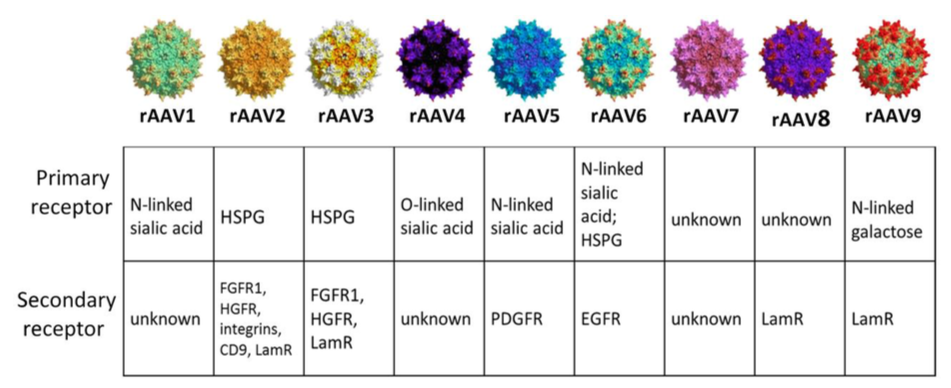 rAAV1 rAAV2 rAAV3 rAAV4 rAAV5 rAAV6 rAAV7 rAAV8 rAAV9
Primary
receptor
N-linked
sialic acid
HSPG
HSPG
O-linked
sialic acid
N-linked
sialic acid
N-linked
sialic
acid;
HSPG
unknown
unknown
N-linked
galactose
Secondary
receptor
unknown
FGFR1,
HGFR,
integrins,
CD9, LamR
FGFR1,
HGFR,
LamR
unknown
PDGFR
EGFR
unknown
LamR
LamR